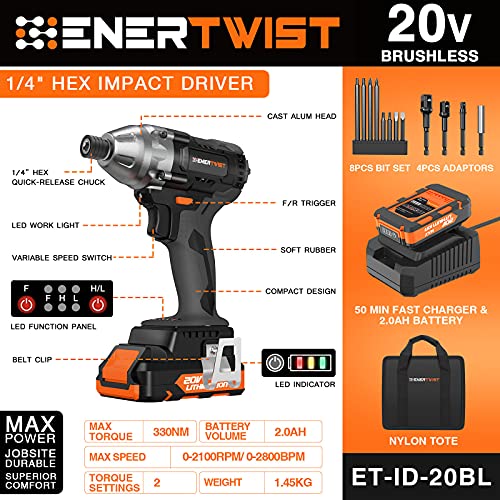 ENERTWIST
20V
BRUSHLESS
1/4" HEX IMPACT DRIVER
CAST ALUM HEAD
ENERTWIST
1/4" HEX
QUICK-RELEASE CHUCK
F/R TRIGGER
8PCS BIT SET
4PCS ADAPTORS
LED WORK LIGHT
VARIABLE SPEED SWITCH
SOFT RUBBER
F
H/L
F H L
COMPACT DESIGN
LED FUNCTION PANEL
50 MIN FAST CHARGER &
2.0AH BATTERY
BELT CLIP
20V
LED INDICATOR
ENERTWIST
NYLON TOTE
MAX
POWER
JOBSITE
DURABLE
SUPERIOR
COMFORT
MAX
TORQUE
330NM
BATTERY
VOLUME
2.0AH
MAX SPEED
0-2100RPM/ 0-2800BPM
TORQUE
SETTINGS
2
WEIGHT
1.45KG
ET-ID-20BL